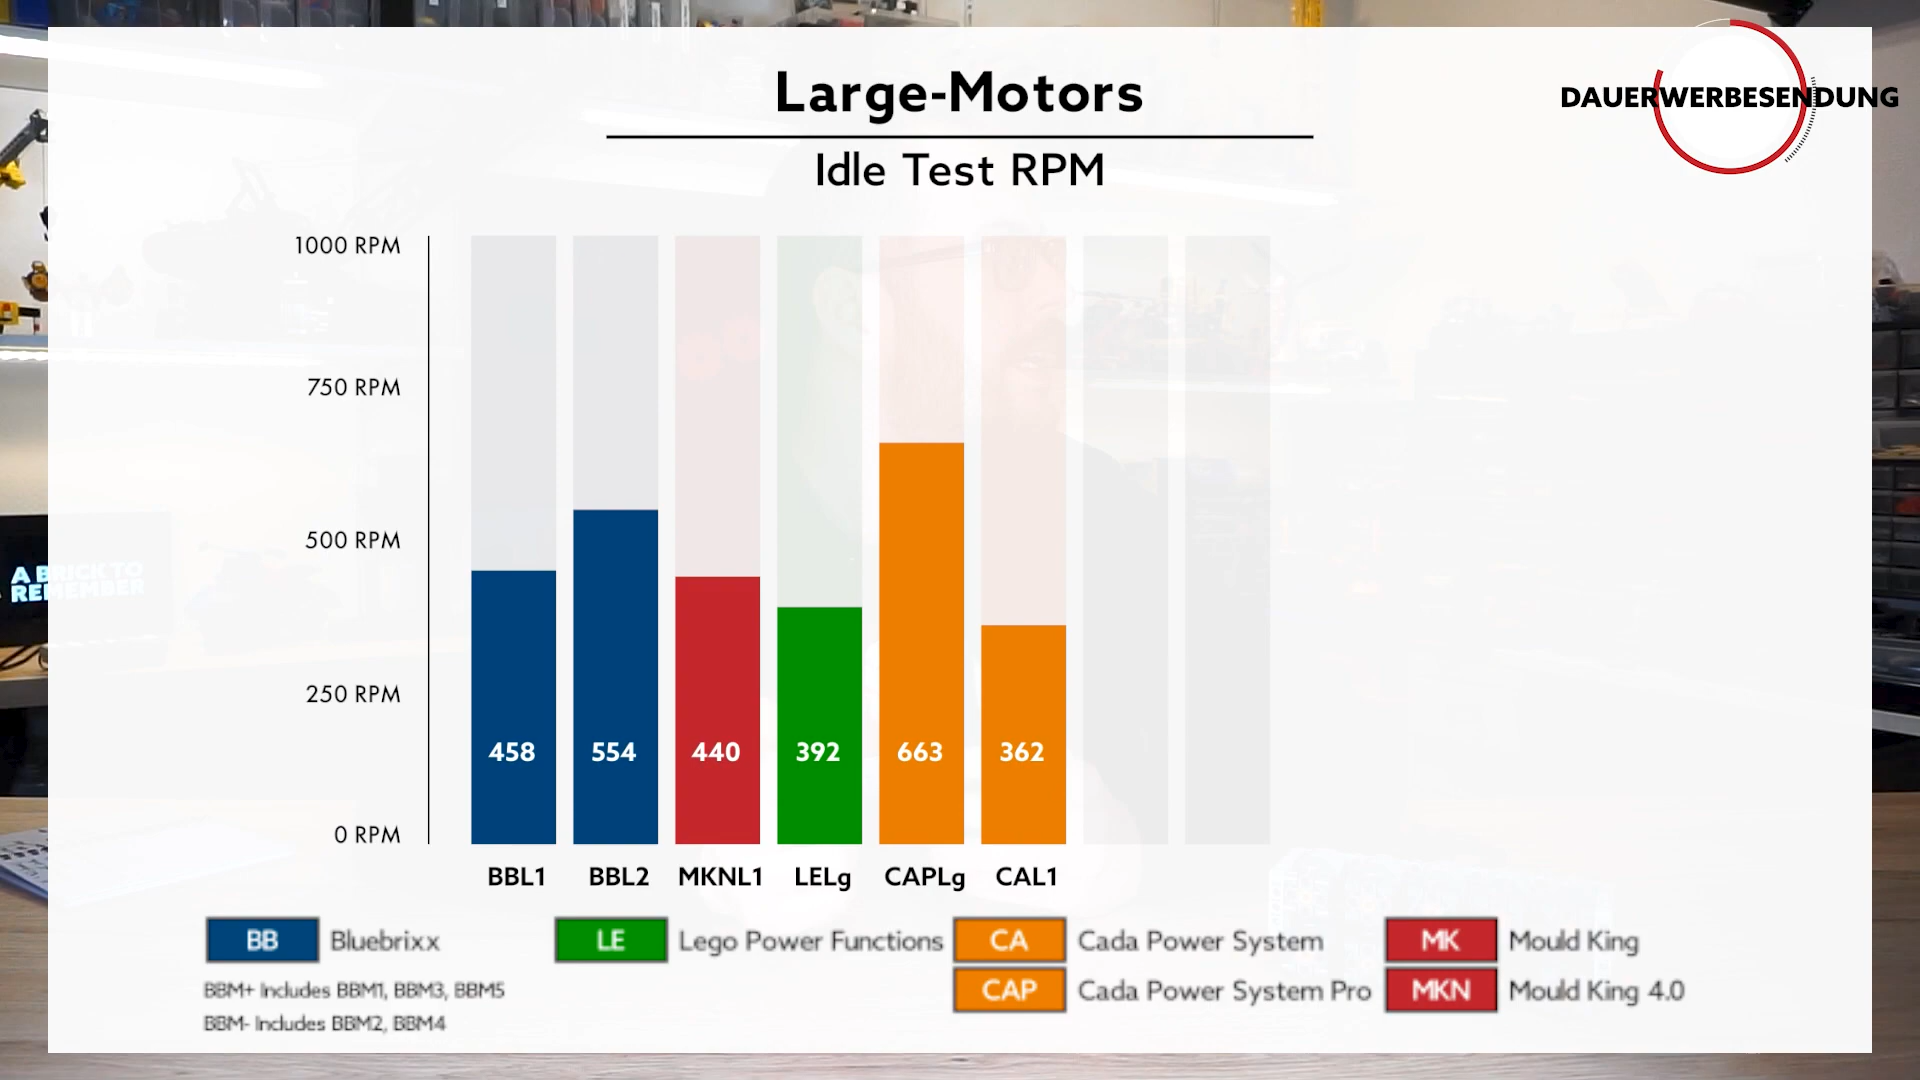 Large-Motors
DAUERWERBESENDUNG
Idle Test RPM
1000 RPM
750 RPM
500 RPM
250 RPM
0 RPM
A BRICK TO
REMEMBER
458 554 440 392 663 362
BBL1 BBL2 MKNL1 LELg CAPLg CAL1
BB Bluebrixx LE Lego Power Functions CA Cada Power System MK Mould King
BBM+ Includes BBM1, BBM3, BBM5 CAP Cada Power System Pro MKN Mould King 4.0
BBM- Includes BBM2, BBM4